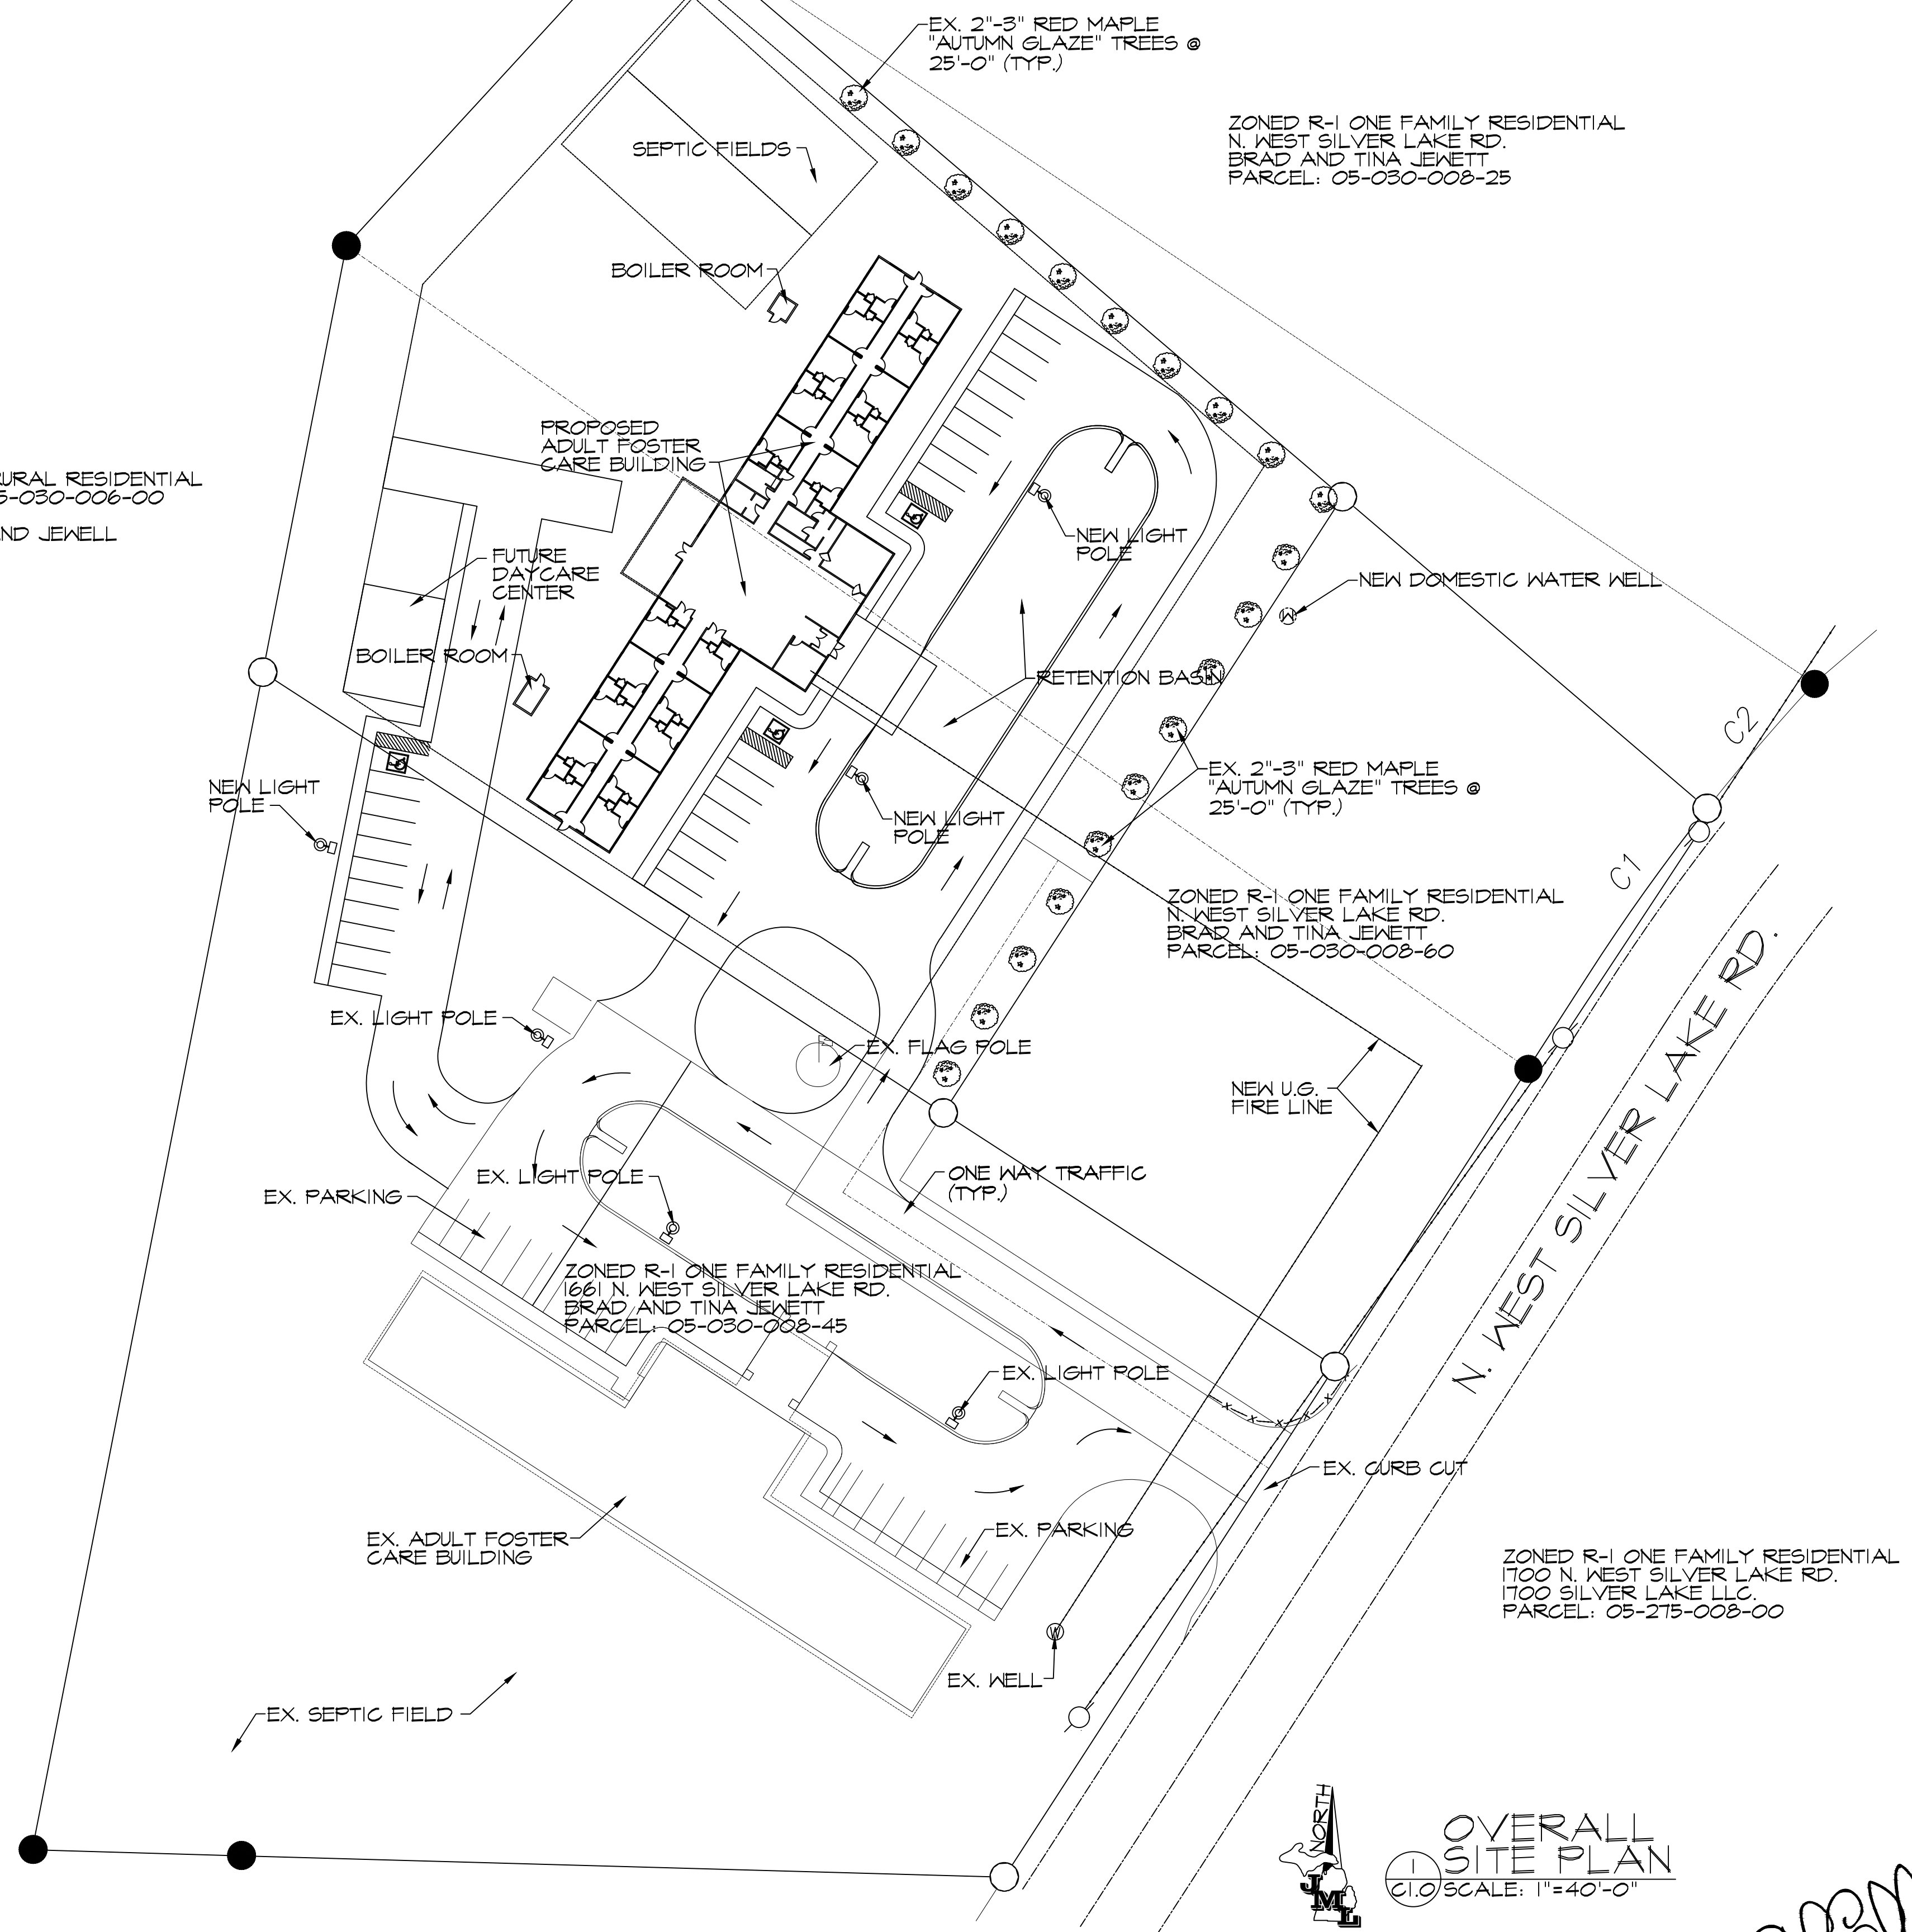 EX. 2"-3" RED MAPLE
"AUTUMN GLAZE" TREES @
25'-0" (TYP.)
ZONED R-1 ONE FAMILY RESIDENTIAL
N. WEST SILVER LAKE RD.
BRAD AND TINA JEWETT
PARCEL: 05-030-008-25
SEPTIC FIELDS
BOILER ROOM
PROPOSED
ADULT FOSTER
CARE BUILDING
RURAL RESIDENTIAL
5-030-006-00
ND JEWELL
NEW LIGHT
POLE
FUTURE
DAYCARE
CENTER
NEW DOMESTIC WATER WELL
W
BOILER ROOM
RETENTION BASIN
C2
EX. 2"-3" RED MAPLE
"AUTUMN GLAZE" TREES @
25'-0" (TYP.)
NEW LIGHT
POLE
NEW LIGHT
POLE
C1
ZONED R-1 ONE FAMILY RESIDENTIAL
N. WEST SILVER LAKE RD.
BRAD AND TINA JEWETT
PARCEL: 05-030-008-60
N. WEST SILVER LAKE RD.
EX. LIGHT POLE
EX. FLAG POLE
NEW U.G.
FIRE LINE
ONE WAY TRAFFIC
(TYP.)
EX. LIGHT POLE
EX. PARKING
ZONED R-1 ONE FAMILY RESIDENTIAL
1661 N. WEST SILVER LAKE RD.
BRAD AND TINA JEWETT
PARCEL: 05-030-008-45
EX. LIGHT POLE
EX. CURB CUT
EX. PARKING
EX. ADULT FOSTER
CARE BUILDING
ZONED R-1 ONE FAMILY RESIDENTIAL
1700 N. WEST SILVER LAKE RD.
1700 SILVER LAKE LLC.
PARCEL: 05-275-008-00
W
EX. WELL
EX. SEPTIC FIELD
NORTH
JML
OVERALL
SITE PLAN
1
C1.0
SCALE: 1"=40'-0"